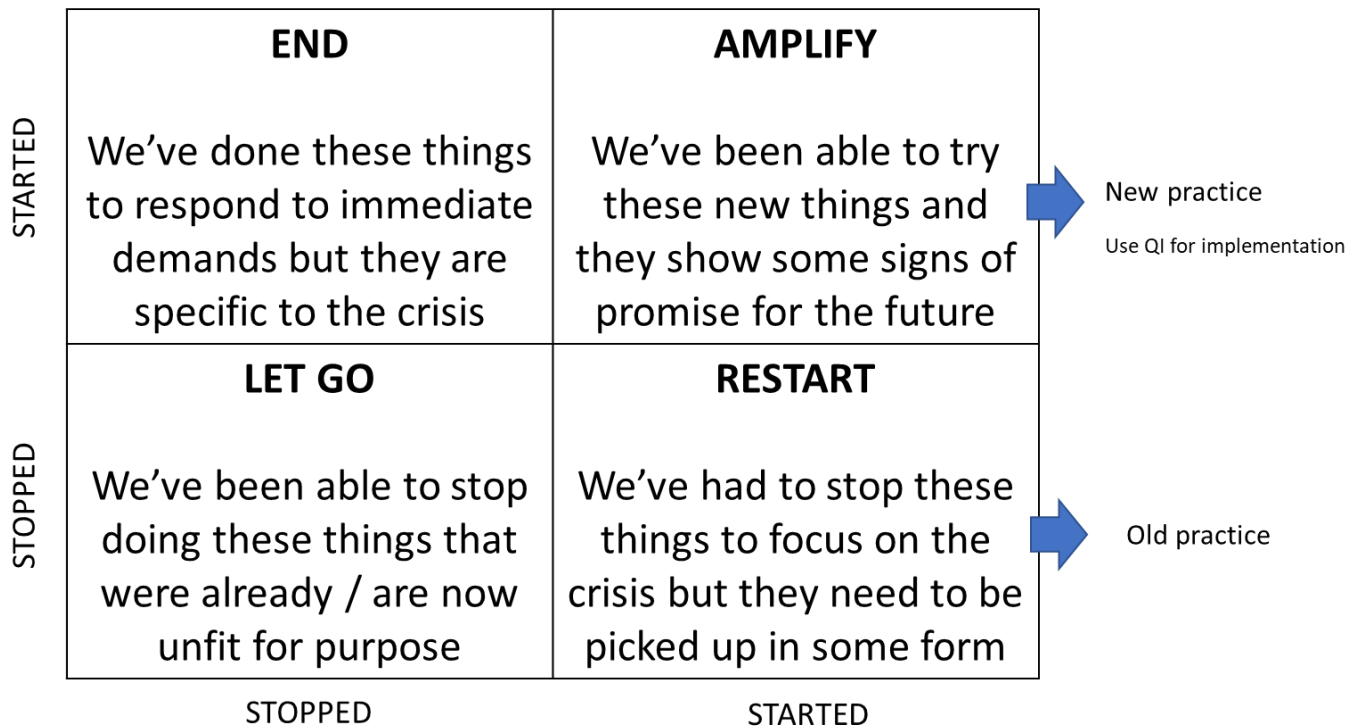 STARTED
END
We've done these things
to respond to immediate
demands but they are
specific to the crisis
AMPLIFY
We've been able to try
these new things and
they show some signs of
promise for the future
New practice
Use QI for implementation
STOPPED
LET GO
We've been able to stop
doing these things that
were already / are now
unfit for purpose
RESTART
We've had to stop these
things to focus on the
crisis but they need to be
picked up in some form
Old practice
STOPPED
STARTED